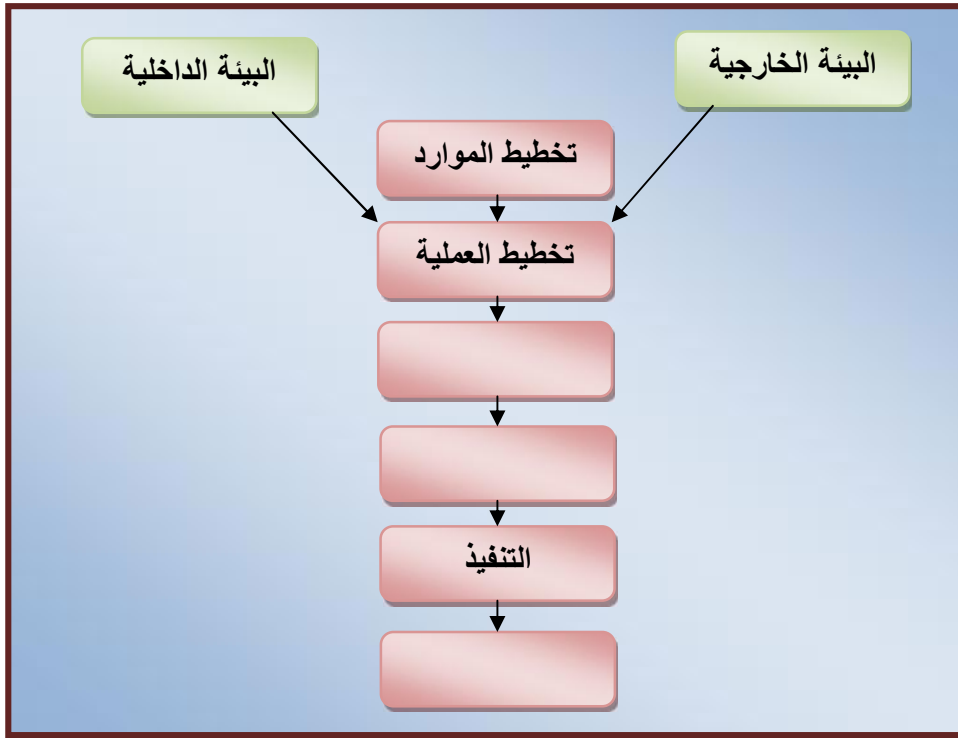 البيئة الخارجية
البيئة الداخلية
تخطيط الموارد
تخطيط العملية
التنفيذ